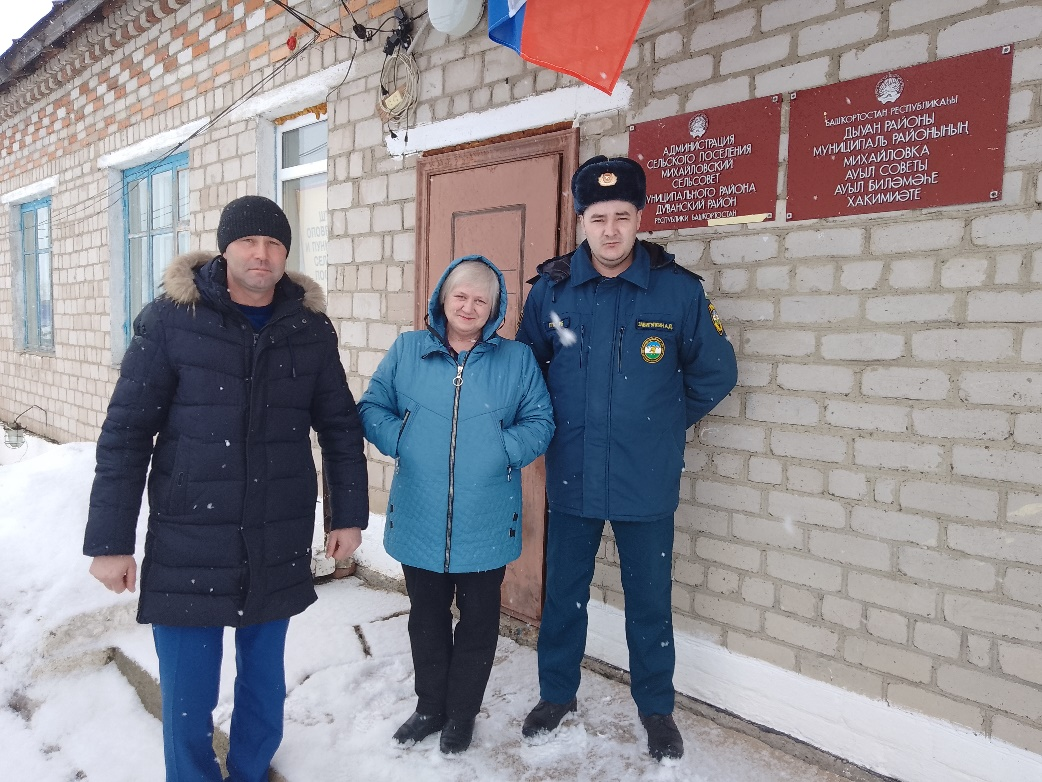 АДМИНИСТРАЦИЯ
СЕЛЬСКОГО ПОСЕЛЕНИЯ
МИХАЙЛОВСКИЙ
СЕЛЬСОВЕТ
МУНИЦИПАЛЬНОГО РАЙОНА
ДУВАНСКИЙ РАЙОН
РЕСПУБЛИКИ БАШКОРТОСТАН
БАШҠОРТОСТАН РЕСПУБЛИКАҺЫ
ДЫУАН РАЙОНЫ
МУНИЦИПАЛЬ РАЙОНЫНЫҢ
МИХАЙЛОВКА
АУЫЛ СОВЕТЫ
АУЫЛ БИЛӘМӘҺЕ
ХАКИМИӘТЕ